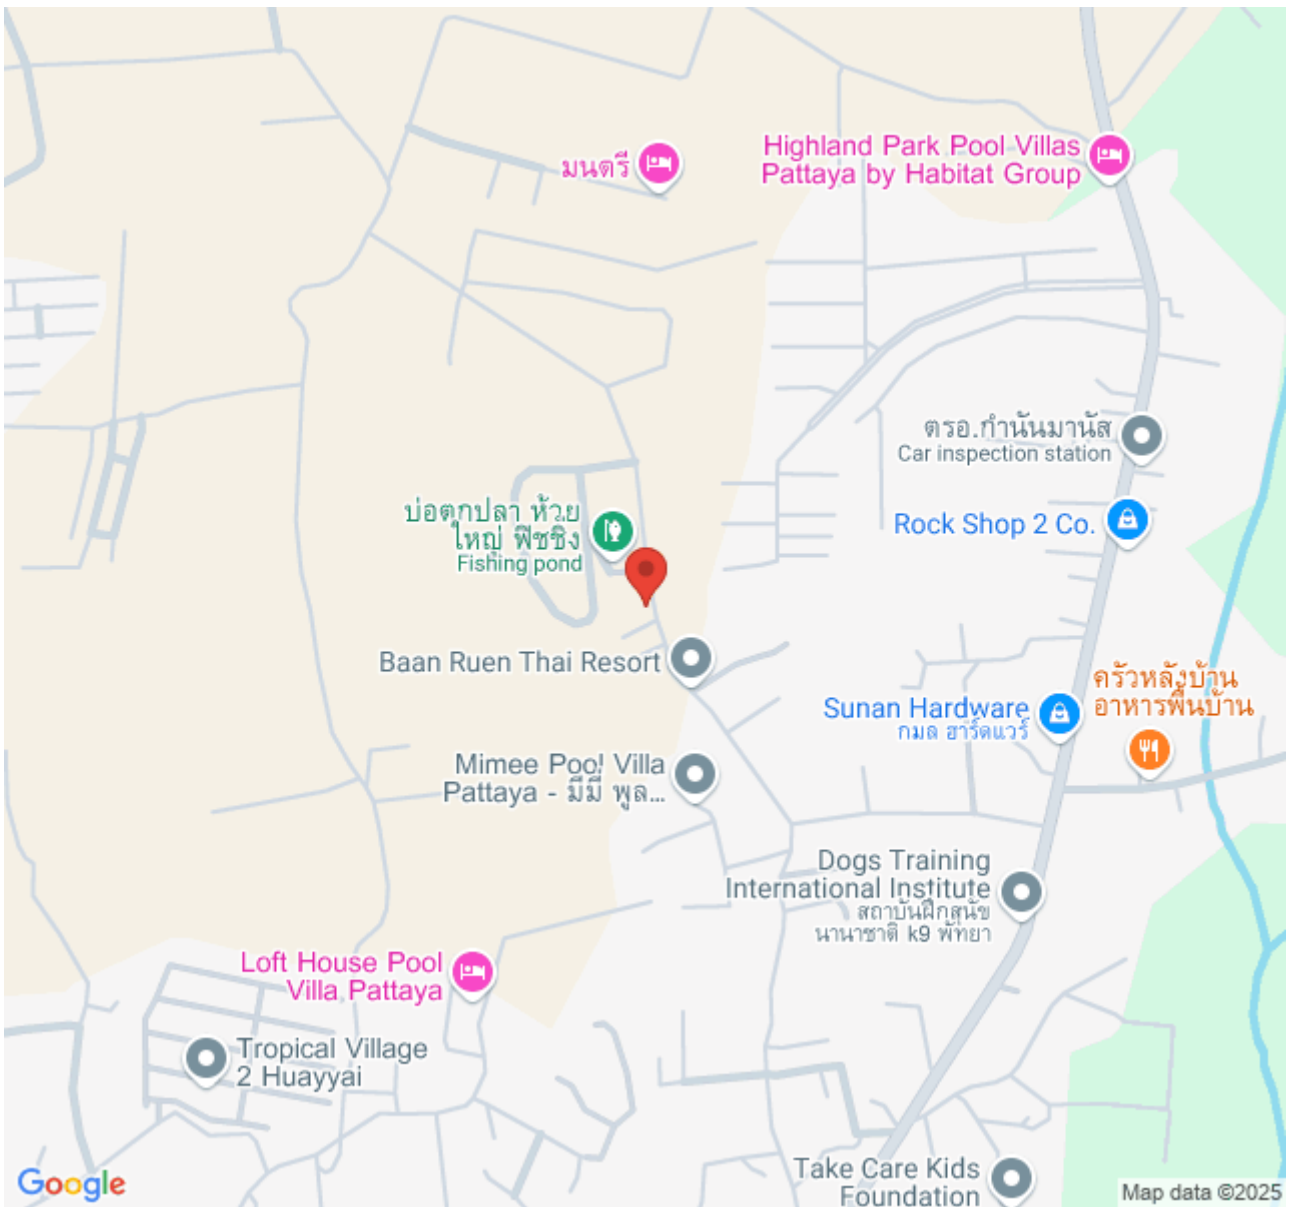 Highland Park Pool Villas
Pattaya by Habitat Group
มนตรี
ตรอ.กำนันมานัส
Car inspection station
บ่อตกปลา ห้วย
ใหญ่ ฟิชชิง
Fishing pond
Rock Shop 2 Co.
Baan Ruen Thai Resort
ครัวหลังบ้าน
อาหารพื้นบ้าน
Sunan Hardware
กมล ฮาร์ดแวร์
Mimee Pool Villa
Pattaya - มีมี่ พูล...
Dogs Training
International Institute
สถาบันฝึกสุนัข
นานาชาติ k9 พัทยา
Loft House Pool
Villa Pattaya
Tropical Village
2 Huayyai
Take Care Kids
Foundation
Google
Map data ©2025